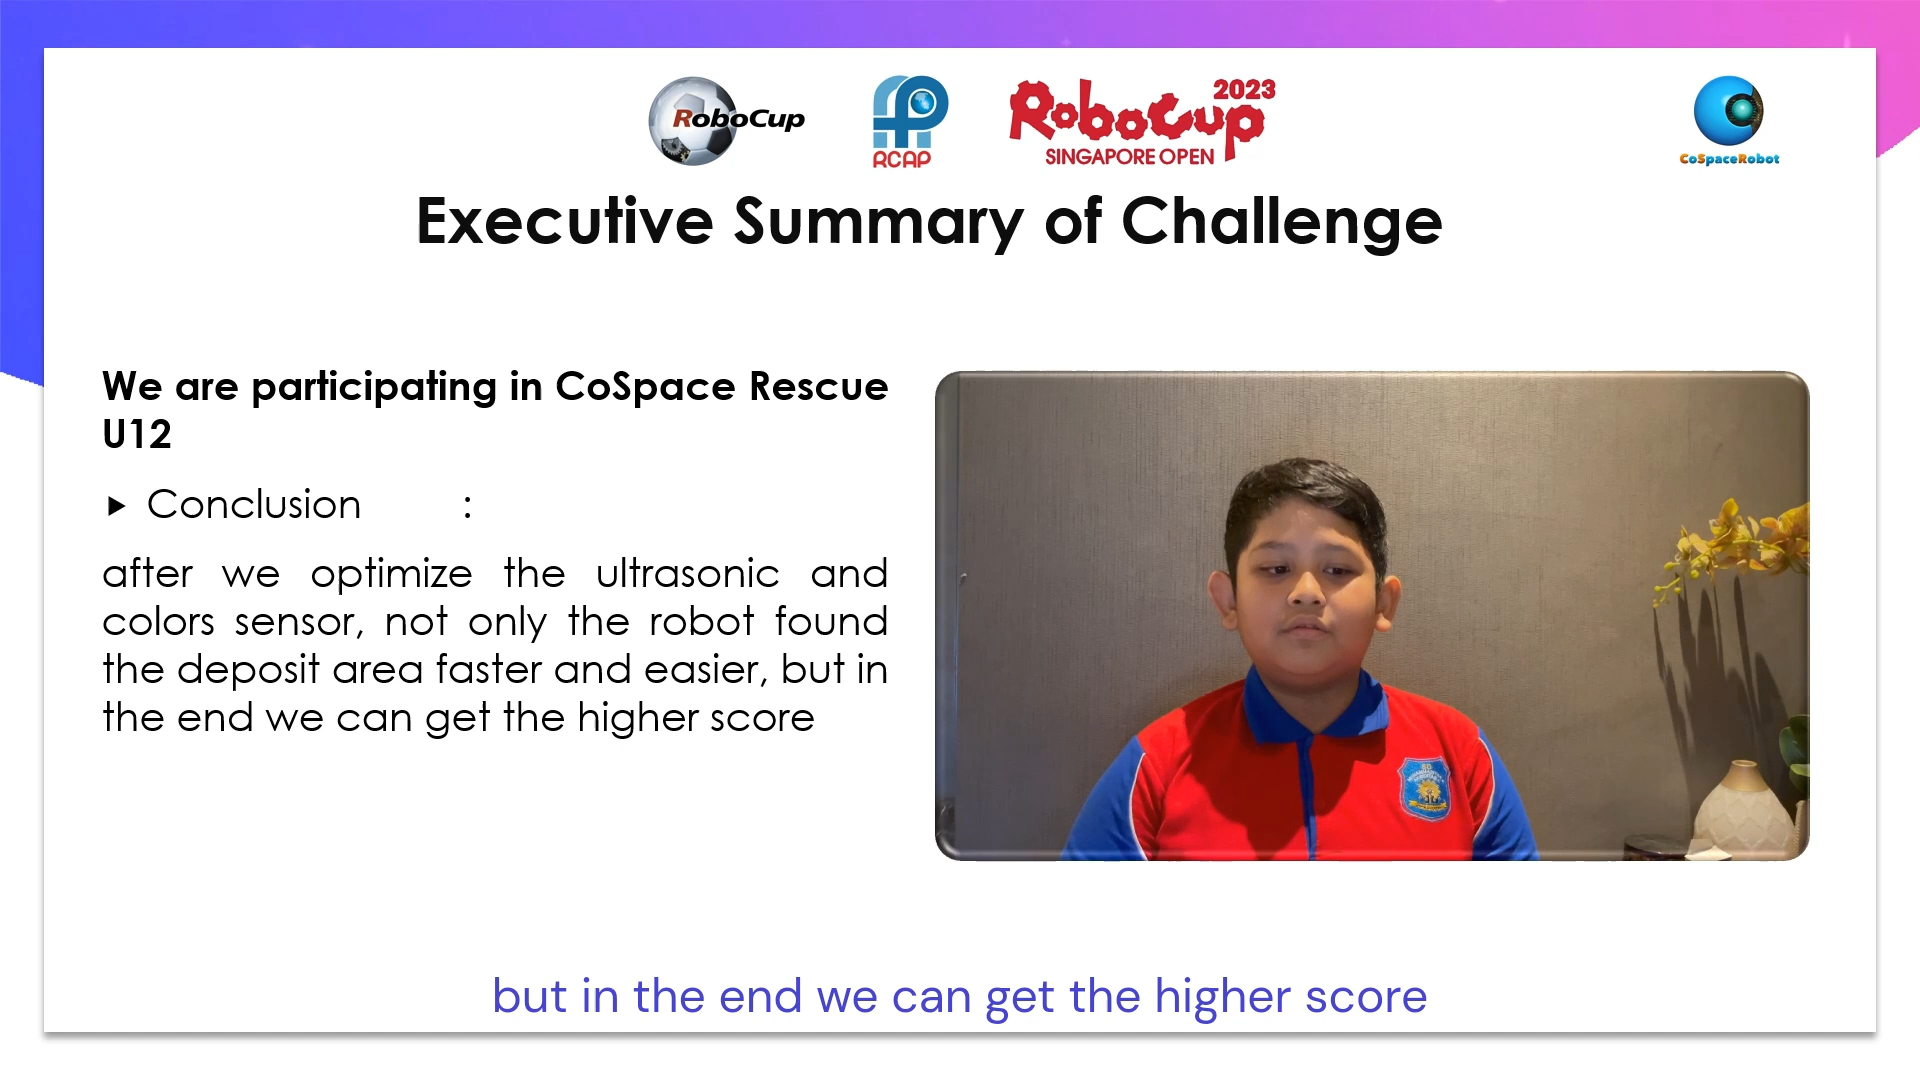 RoboCup
RCAP
2023
RoboCup
SINGAPORE OPEN
CoSpaceRobot
Executive Summary of Challenge
We are participating in CoSpace Rescue
U12
Conclusion :
after we optimize the ultrasonic and
colors sensor, not only the robot found
the deposit area faster and easier, but in
the end we can get the higher score
SD
but in the end we can get the higher score